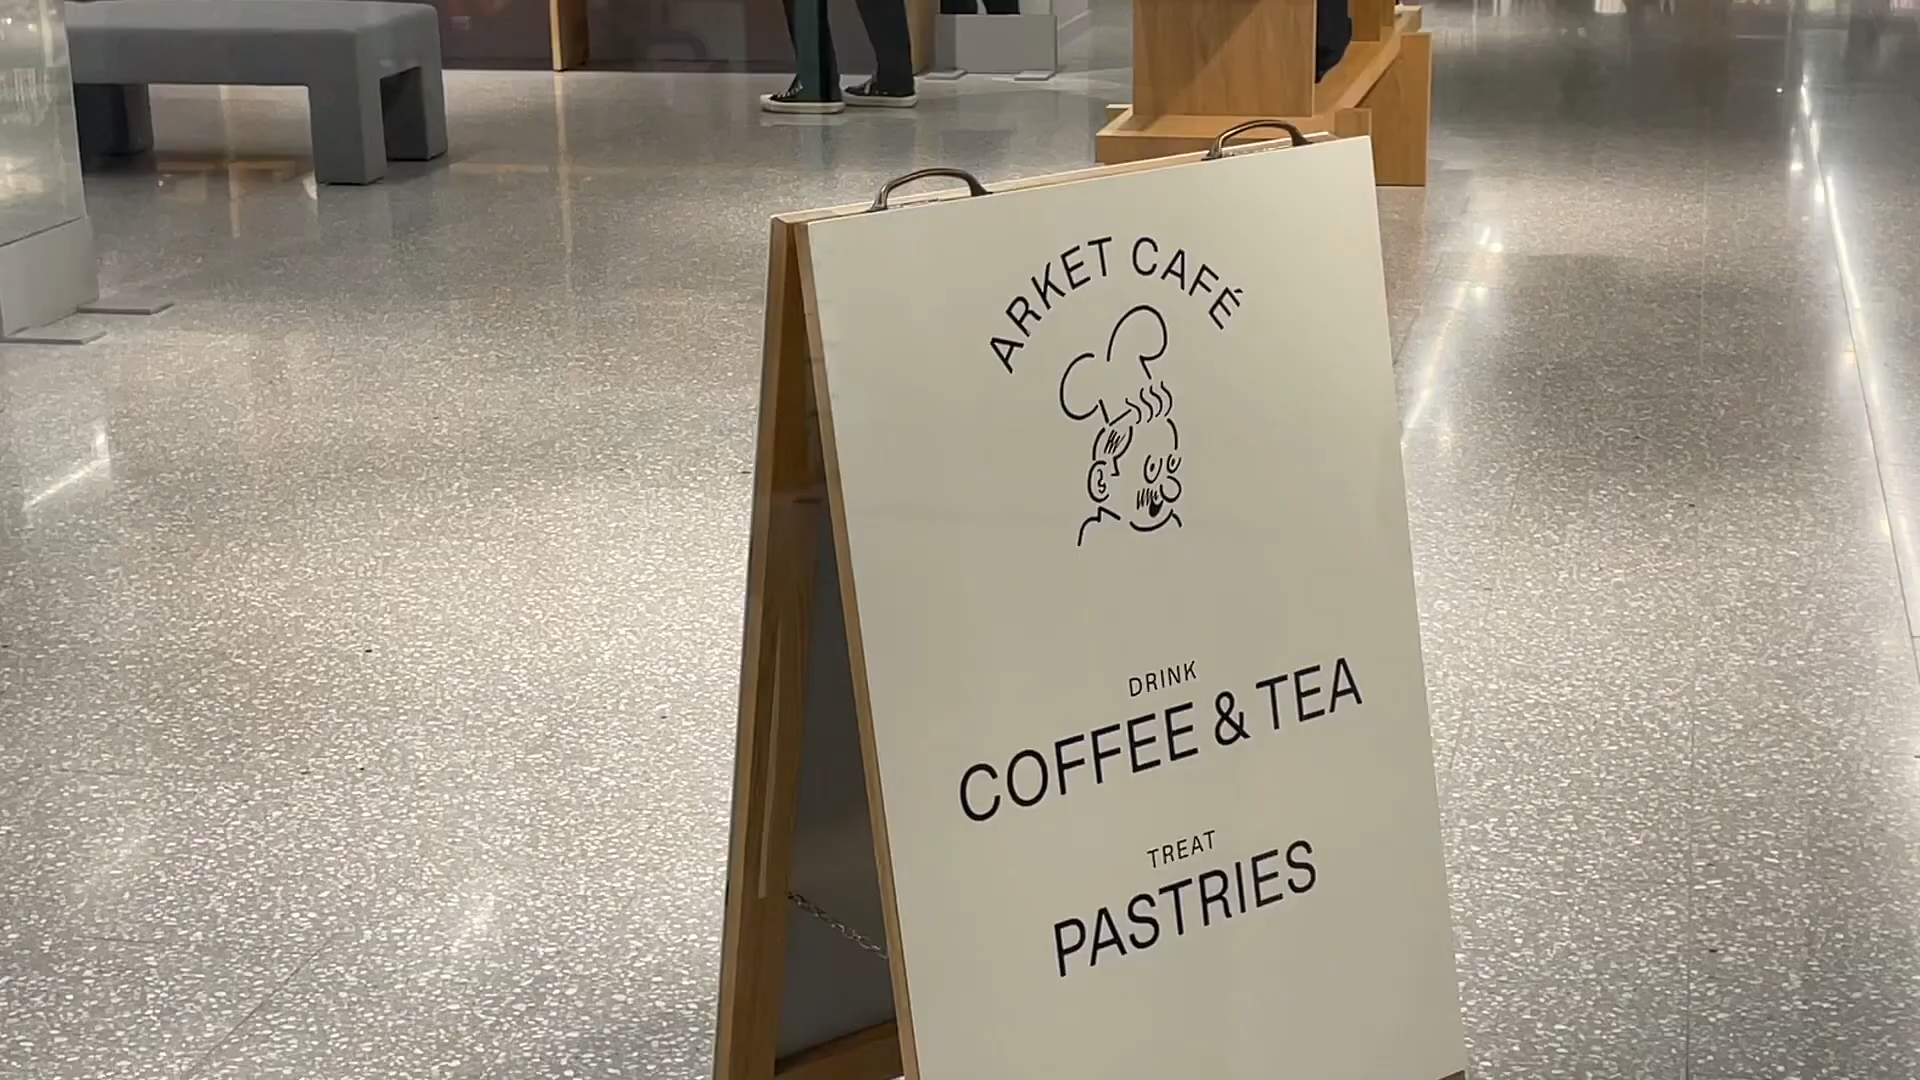 ARKET CAFÉ
DRINK
COFFEE & TEA
TREAT
PASTRIES